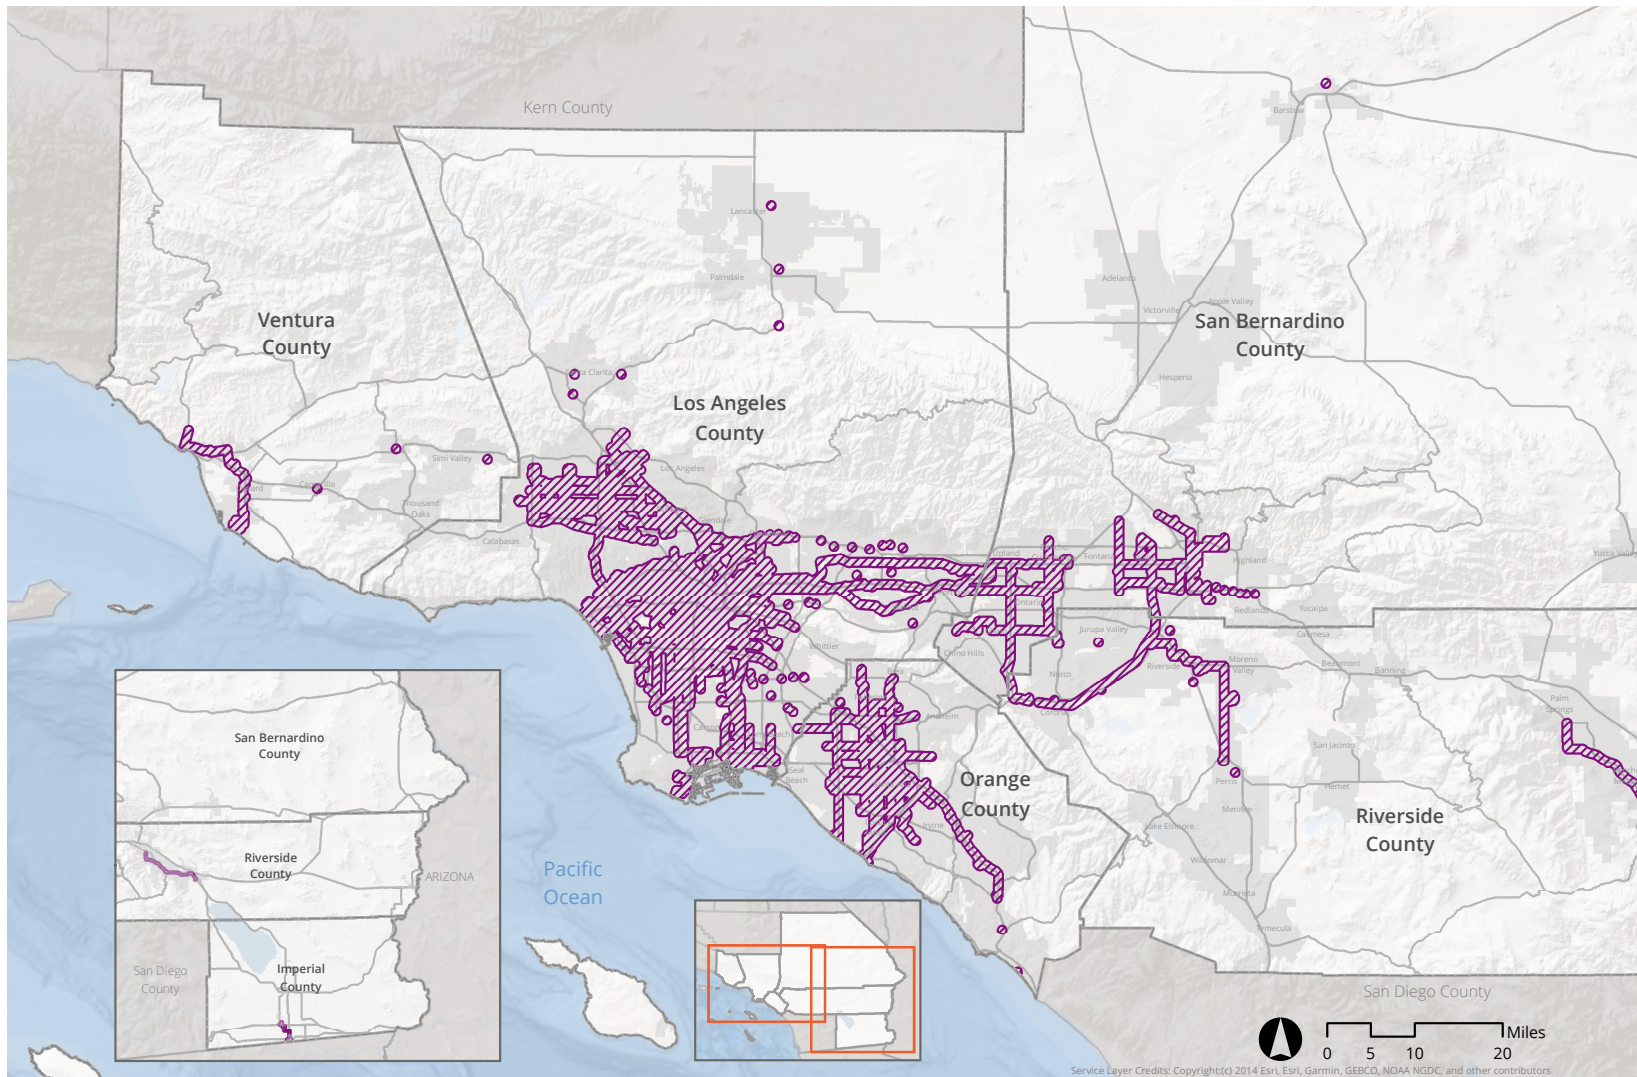 Kern County
Barstow
Lancaster
Palmdale
Adelanto
Victorville
Apple Valley
Hesperia
Ventura
County
San Bernardino
County
Los Angeles
County
Simi Valley
Thousand
Oaks
Calabasas
Los Angeles
Glendale
Upland
Fontana
Highland
Redlands
Yucaipa
Yucca Valley
Calimesa
Ontario
Whittier
Chino Hills
Jurupa Valley
Riverside
Moreno
Valley
Beaumont
Banning
Norco
Corona
Palm
Springs
Anaheim
Carson
Seal
Beach
San Jacinto
Hemet
Perris
Menifee
Orange
County
Irvine
Lake Elsinore
Wildomar
Murrieta
Temecula
Riverside
County
San Bernardino
County
Riverside
County
ARIZONA
San Diego
County
Imperial
County
Pacific
Ocean
San Diego County
Miles
0 5 10 20
Service Layer Credits: Copyright:(c) 2014 Esri, Esri, Garmin, GEBCO, NOAA NGDC, and other contributors